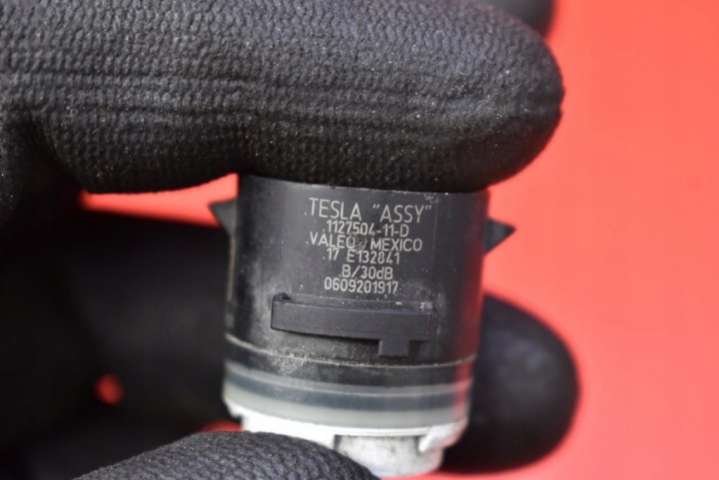 TESLA "ASSY"
1127504-11-D
VALEO MEXICO
17 E132841
B/30dB
0609201917